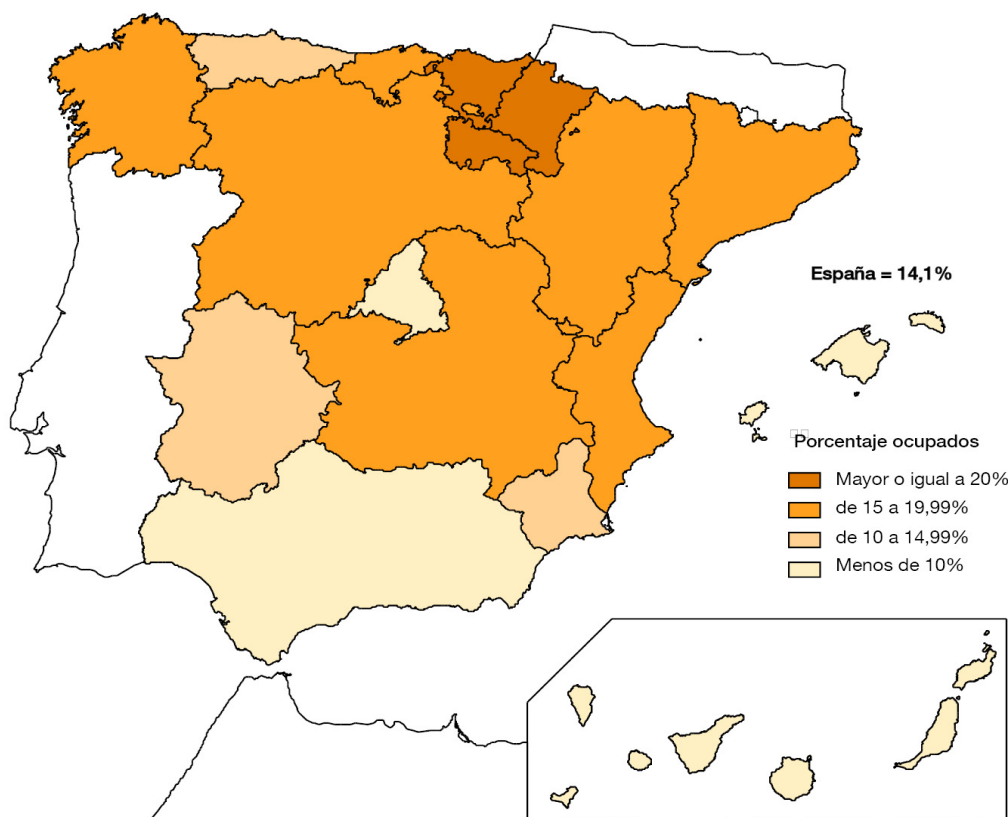 España = 14,1%
Porcentaje ocupados
Mayor o igual a 20%
de 15 a 19,99%
de 10 a 14,99%
Menos de 10%